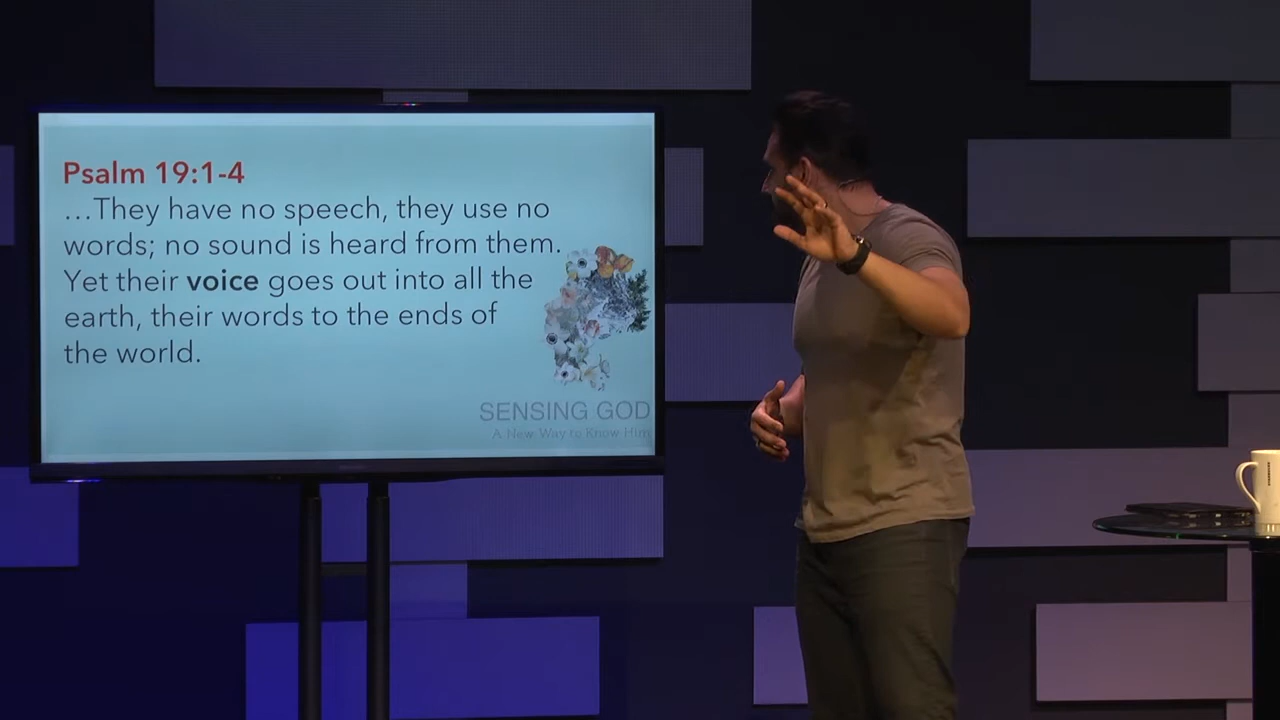 Psalm 19:1-4
…They have no speech, they use no
words; no sound is heard from them.
Yet their voice goes out into all the
earth, their words to the ends of
the world.
SENSING GOD
A New Way to Know Him